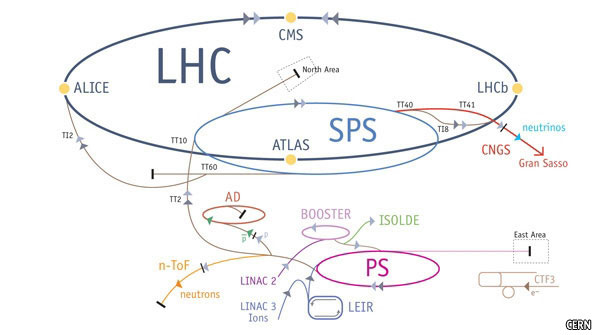 CMS
LHC
North Area
ALICE
LHCb
TT40
TT41
SPS
TI8
neutrinos
TI2
TT10
ATLAS
CNGS
Gran Sasso
TT60
TT2
AD
BOOSTER
ISOLDE
East Area
p
p
n-ToF
PS
LINAC 2
neutrons
CTF3
e-
LINAC 3
Ions
LEIR
CERN